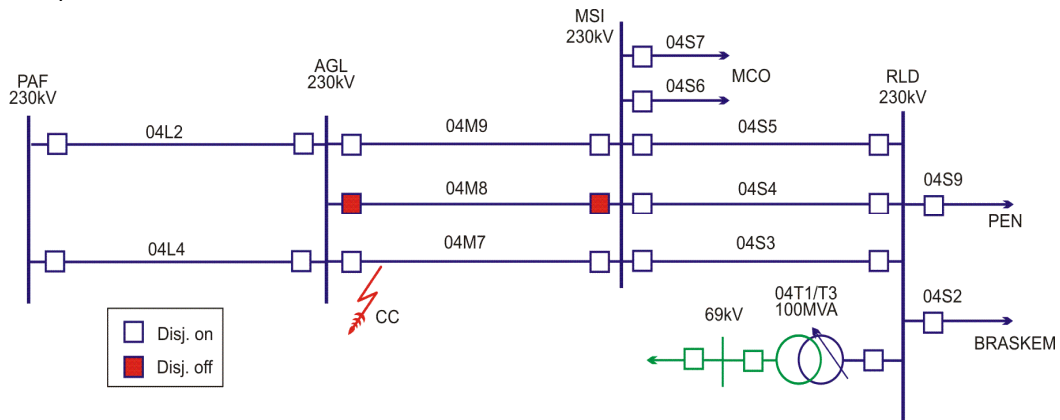 MSI
230kV
04S7
MCO
04S6
PAF
230kV
AGL
230kV
RLD
230kV
04L2
04M9
04S5
04M8
04S4
04S9
PEN
04L4
04M7
04S3
CC
04T1/T3
100MVA
69kV
04S2
BRASKEM
Disj. on
Disj. off